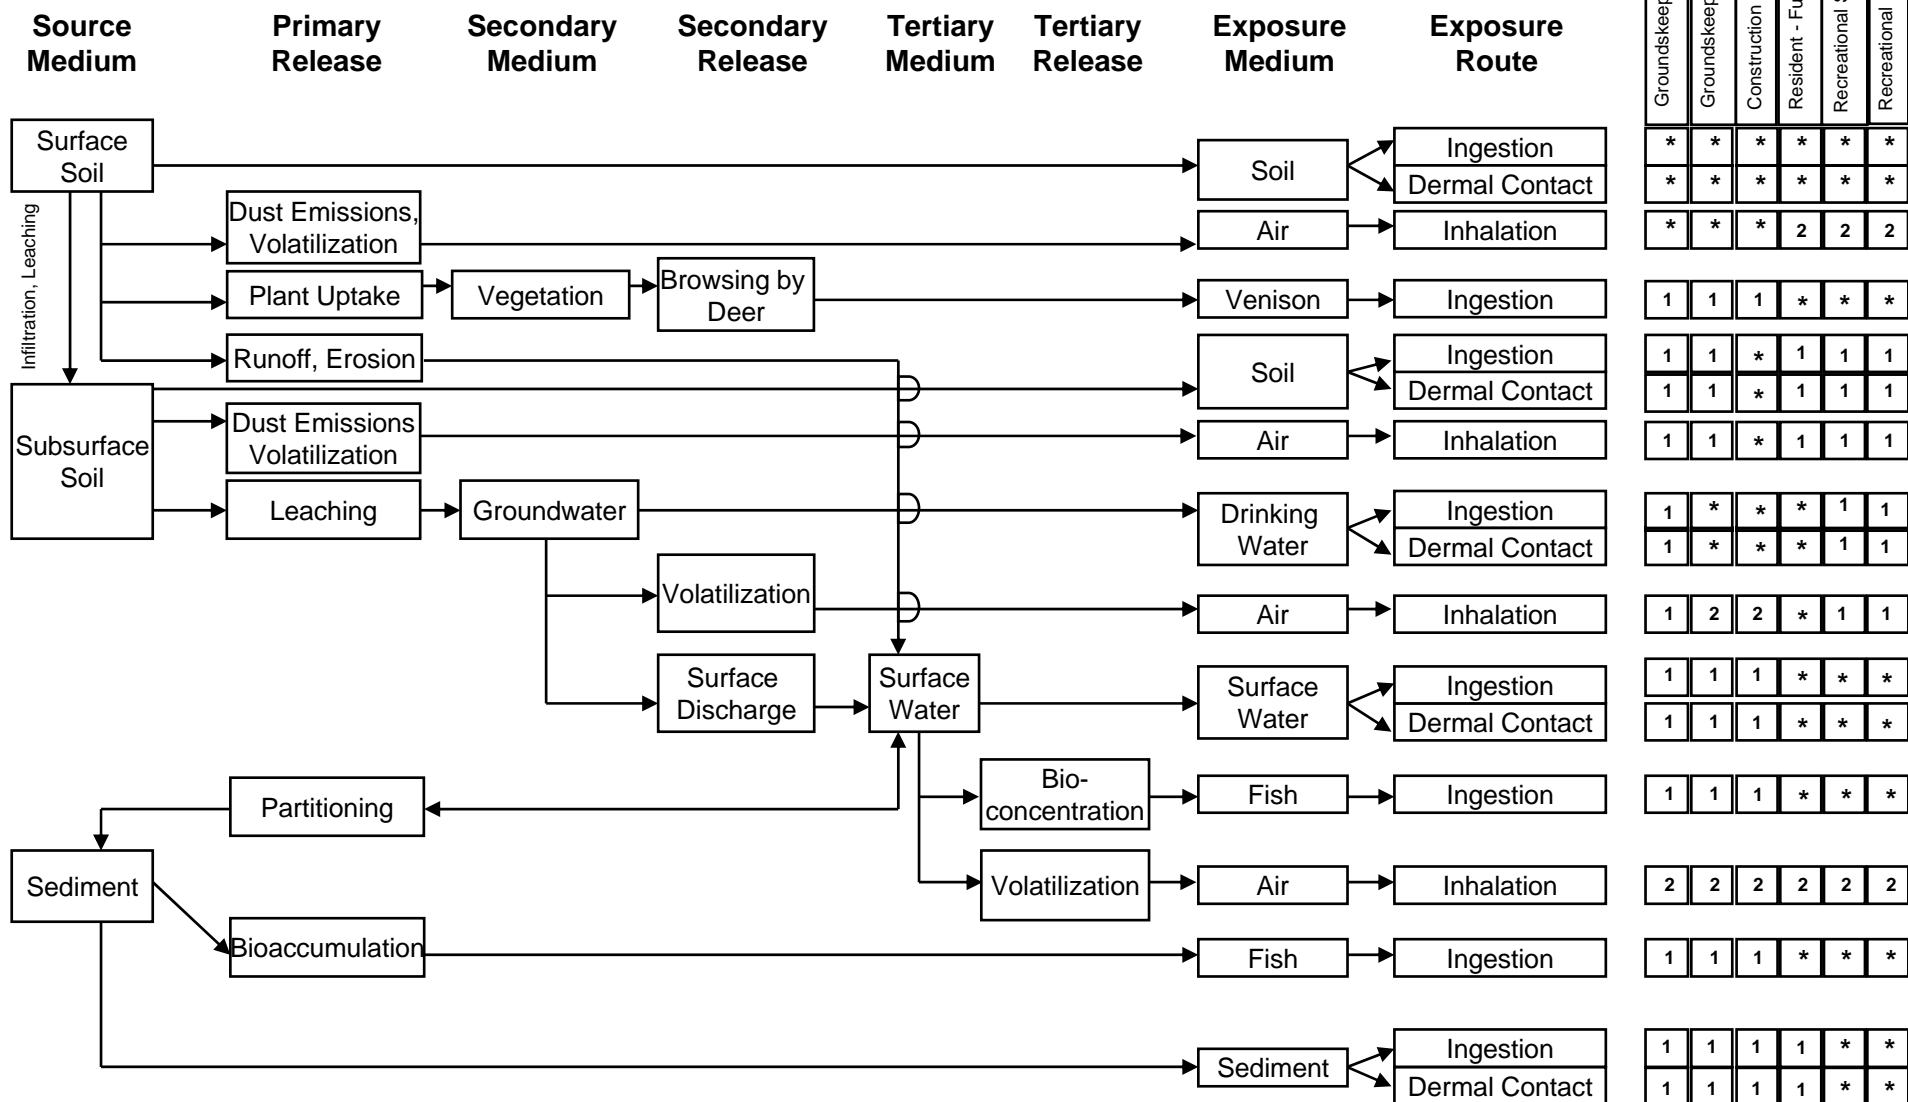 Source
Medium
Primary
Release
Secondary
Medium
Secondary
Release
Tertiary
Medium
Tertiary
Release
Exposure
Medium
Exposure
Route
Construction
Resident
Recreational
Recreational
Surface
Soil
Soil
Ingestion
* * * * * *
Dermal Contact
* * * * * *
Infiltration, Leaching
Dust Emissions,
Volatilization
Air
Inhalation
* * * 2 2 2
Plant Uptake
Vegetation
Browsing by
Deer
Venison
Ingestion
1 1 1 * * *
Runoff, Erosion
Soil
Ingestion
1 1 * 1 1 1
Dermal Contact
1 1 * 1 1 1
Subsurface
Soil
Dust Emissions
Volatilization
Air
Inhalation
1 1 * 1 1 1
Leaching
Groundwater
Drinking
Water
Ingestion
1 * * * 1 1
Dermal Contact
1 * * * 1 1
Volatilization
Air
Inhalation
1 2 2 * 1 1
Surface
Discharge
Surface
Water
Surface
Water
Ingestion
1 1 1 * * *
Dermal Contact
1 1 1 * * *
Partitioning
Bio-
concentration
Fish
Ingestion
1 1 1 * * *
Sediment
Volatilization
Air
Inhalation
2 2 2 2 2 2
Bioaccumulation
Fish
Ingestion
1 1 1 * * *
Sediment
Ingestion
1 1 1 1 * *
Dermal Contact
1 1 1 1 * *